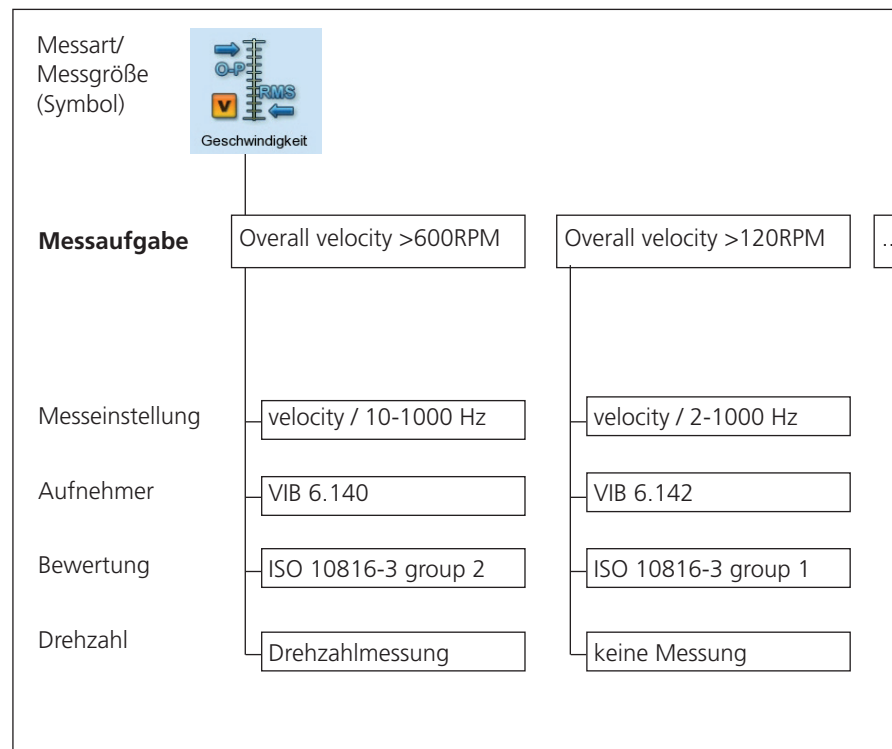 Messart/
Messgröße
(Symbol)
O-P
RMS
V
Geschwindigkeit
Messaufgabe
Overall velocity >600RPM
Overall velocity >120RPM
..
Messeinstellung
velocity / 10-1000 Hz
velocity / 2-1000 Hz
Aufnehmer
VIB 6.140
VIB 6.142
Bewertung
ISO 10816-3 group 2
ISO 10816-3 group 1
Drehzahl
Drehzahlmessung
keine Messung